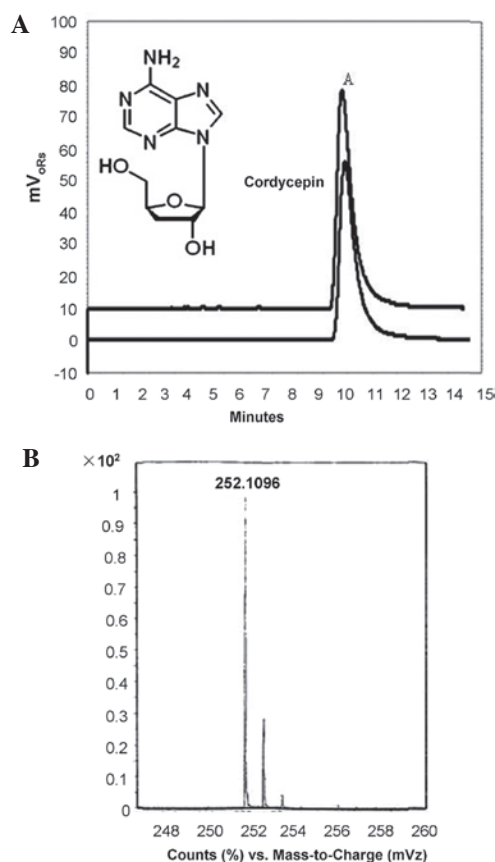 A
100
90
80
70
60
50
40
30
20
10
0
-10
mVoRs
NH2
N
N
N
N
HO
O
OH
Cordycepin
A
0 1 2 3 4 5 6 7 8 9 10 11 12 13 14 15
Minutes
B
×10²
252.1096
1
0.9
0.8
0.7
0.6
0.5
0.4
0.3
0.2
0.1
0
248 250 252 254 256 258 260
Counts (%) vs. Mass-to-Charge (mVz)